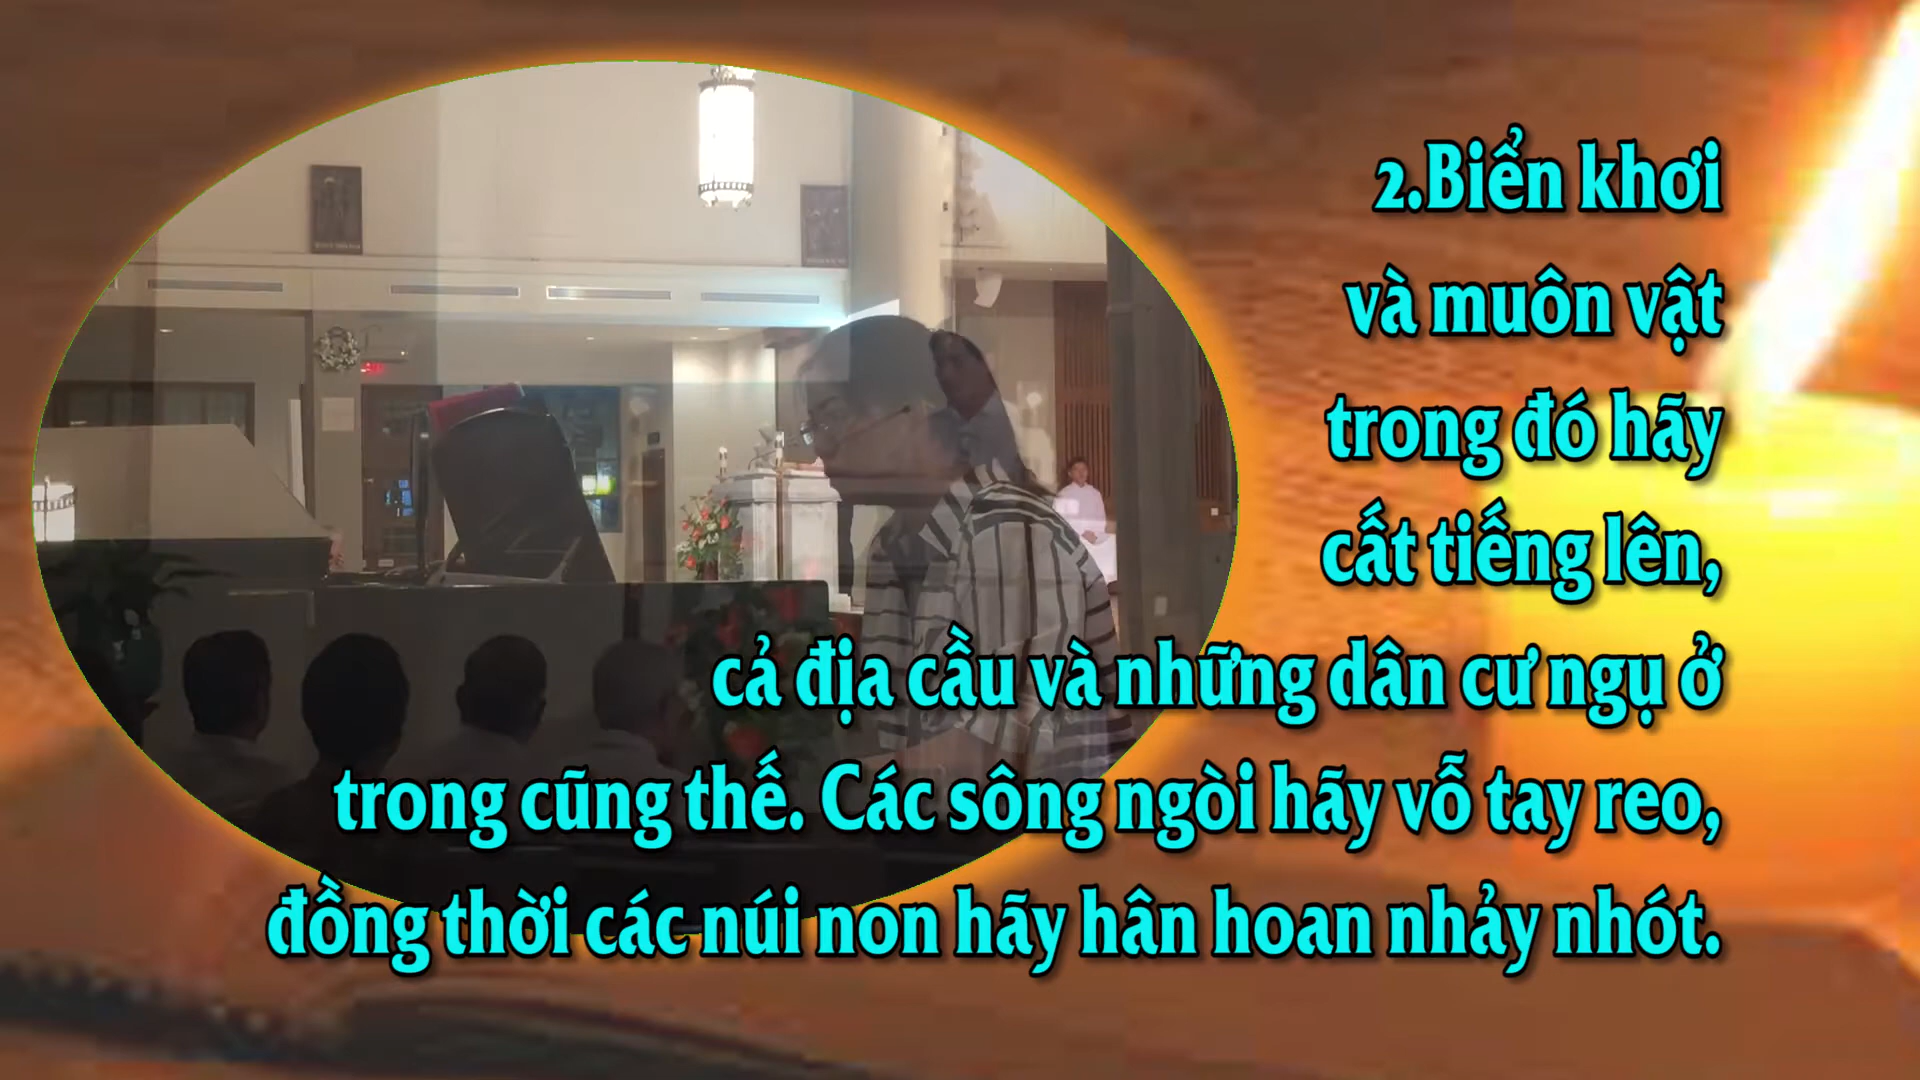 2.Biển khơi
và muôn vật
trong đó hãy
cất tiếng lên,
cả địa cầu và những dân cư ngụ ở
trong cũng thế. Các sông ngòi hãy vỗ tay reo,
đồng thời các núi non hãy hân hoan nhảy nhót.